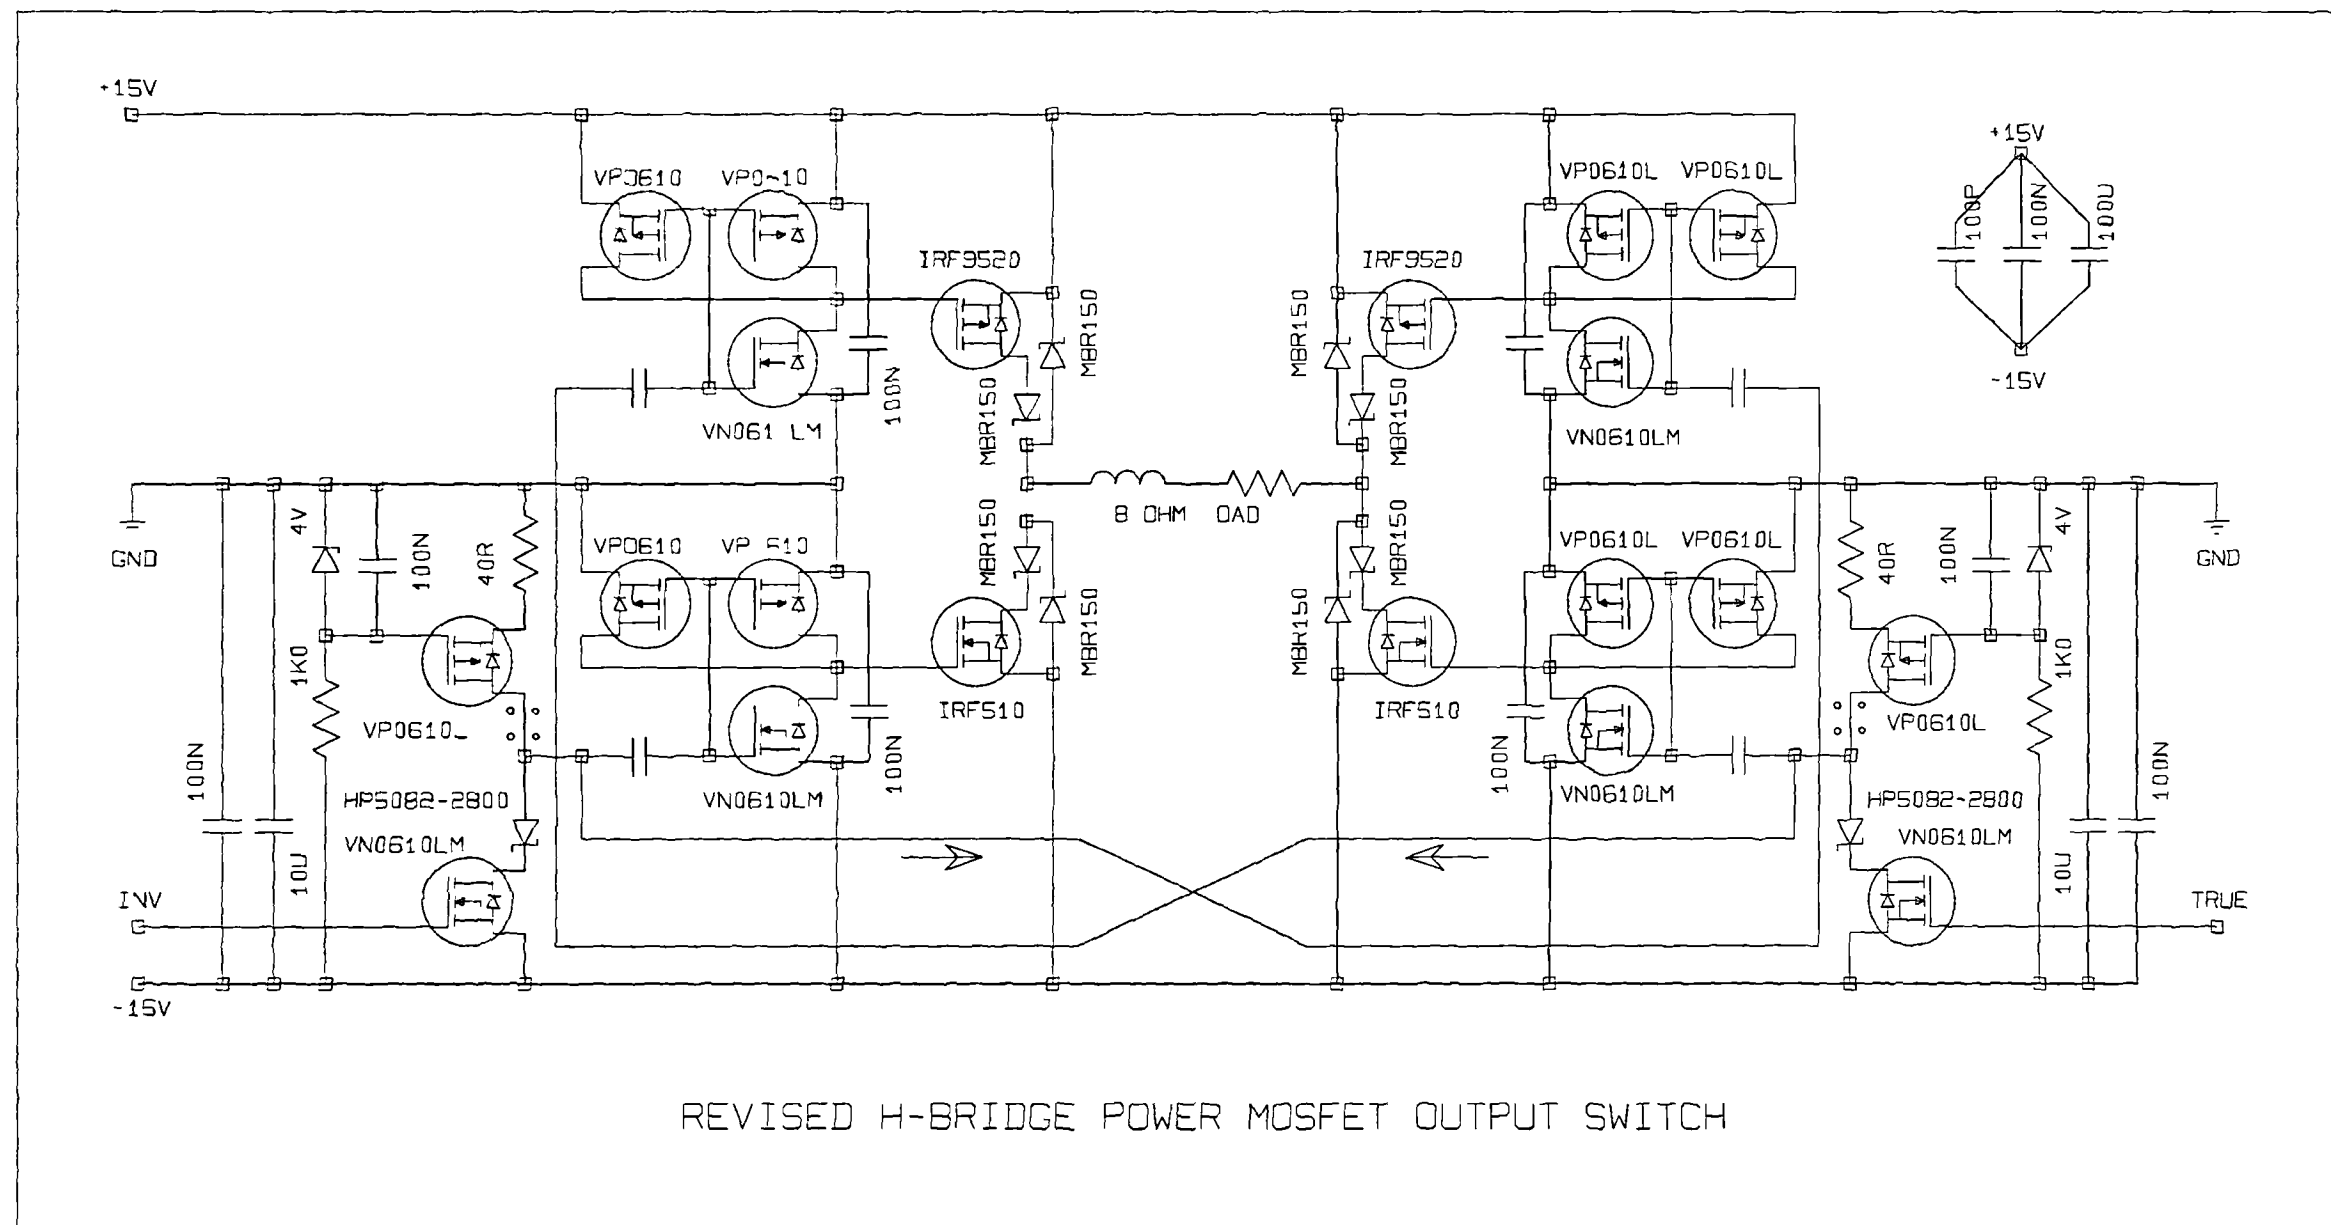 +15V
VP0610
VP0~10
VP0610L
VP0610L
+15V
100P
100N
100U
IRF9520
IRF9520
MBR150
MBR150
-15V
100N
MBR150
MBR150
VN061 LM
VN0610LM
8 OHM OAD
4V
100N
40R
VP0610
VP 510
MBR150
MBR150
VP0610L
VP0610L
40R
100N
4V
GND
GND
MBR150
MBR150
1K0
1K0
VP0610L
IRF510
IRF510
VP0610L
100N
100N
100N
100N
HP5082-2800
VN0610LM
VN0610LM
HP5082-2800
VN0610LM
VN0610LM
10U
10U
INV
TRUE
-15V
REVISED H-BRIDGE POWER MOSFET OUTPUT SWITCH